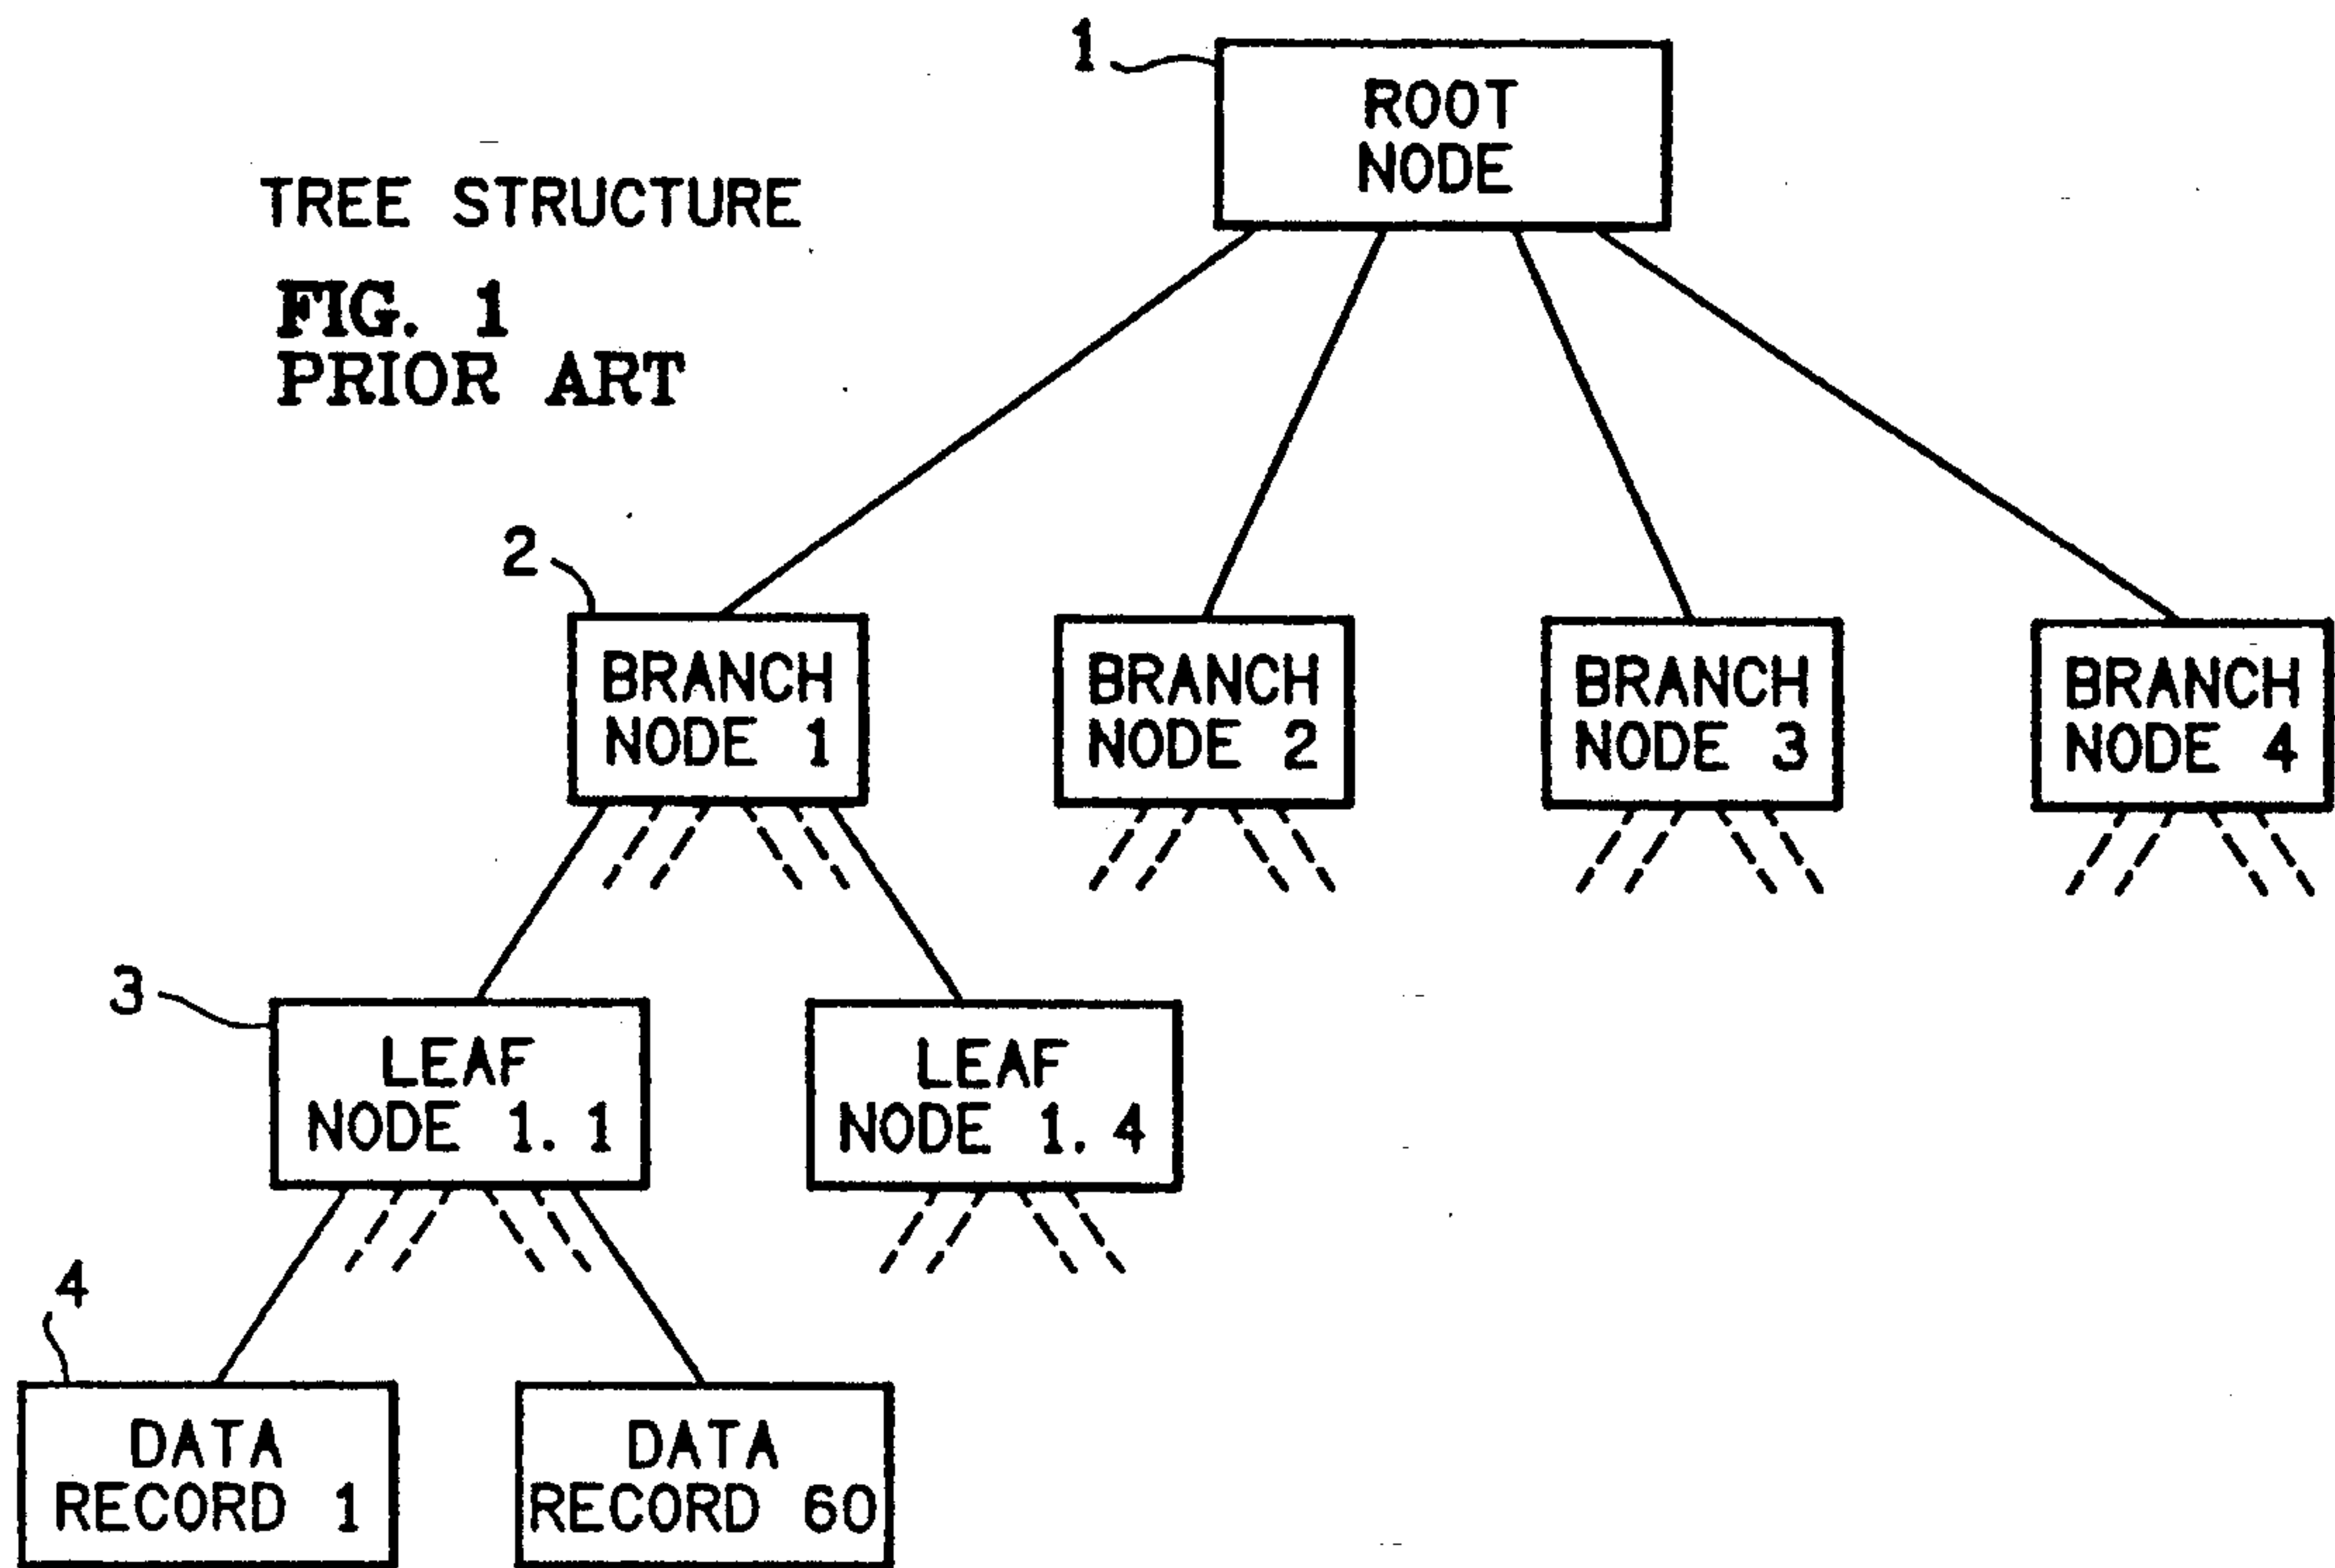 1
ROOT
NODE
TREE STRUCTURE
FIG. 1
PRIOR ART
2
BRANCH
NODE 1
BRANCH
NODE 2
BRANCH
NODE 3
BRANCH
NODE 4
3
LEAF
NODE 1.1
LEAF
NODE 1.4
4
DATA
RECORD 1
DATA
RECORD 60